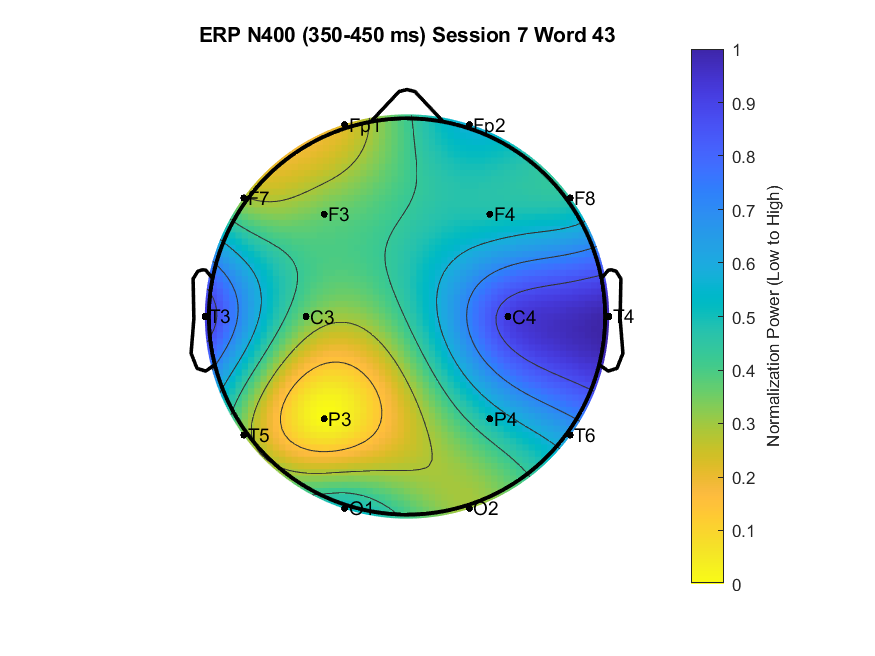 ERP N400 (350-450 ms) Session 7 Word 43
Fp1 Fp2
F7 F8
F3 F4
T3 C3 C4 T4
P3 P4
T5 T6
O1 O2
1
0.9
0.8
0.7
0.6
0.5
0.4
0.3
0.2
0.1
0
Normalization Power (Low to High)